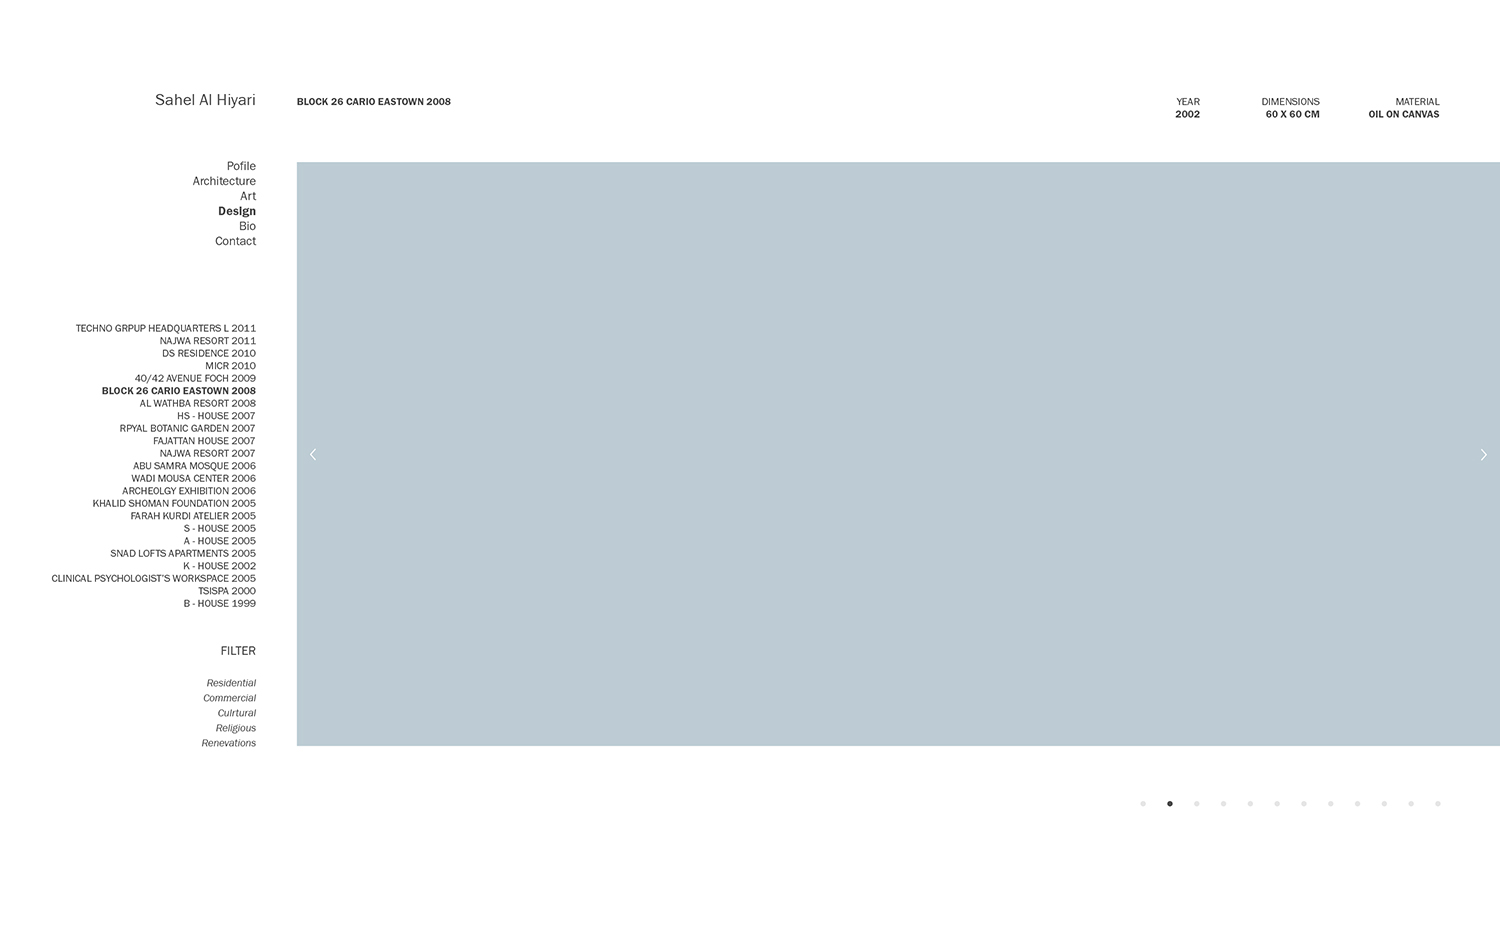 Sahel Al Hiyari
BLOCK 26 CARIO EASTOWN 2008
YEAR
2002
DIMENSIONS
60 X 60 CM
MATERIAL
OIL ON CANVAS
Pofile
Architecture
Art
Design
Bio
Contact
TECHNO GRPUP HEADQUARTERS L 2011
NAJWA RESORT 2011
DS RESIDENCE 2010
MICR 2010
40/42 AVENUE FOCH 2009
BLOCK 26 CARIO EASTOWN 2008
AL WATHBA RESORT 2008
HS - HOUSE 2007
RPYAL BOTANIC GARDEN 2007
FAJATTAN HOUSE 2007
NAJWA RESORT 2007
ABU SAMRA MOSQUE 2006
WADI MOUSA CENTER 2006
ARCHEOLGY EXHIBITION 2006
KHALID SHOMAN FOUNDATION 2005
FARAH KURDI ATELIER 2005
S - HOUSE 2005
A - HOUSE 2005
SNAD LOFTS APARTMENTS 2005
K - HOUSE 2002
CLINICAL PSYCHOLOGIST'S WORKSPACE 2005
TSISPA 2000
B - HOUSE 1999
FILTER
Residential
Commercial
Culrtural
Religious
Renevations